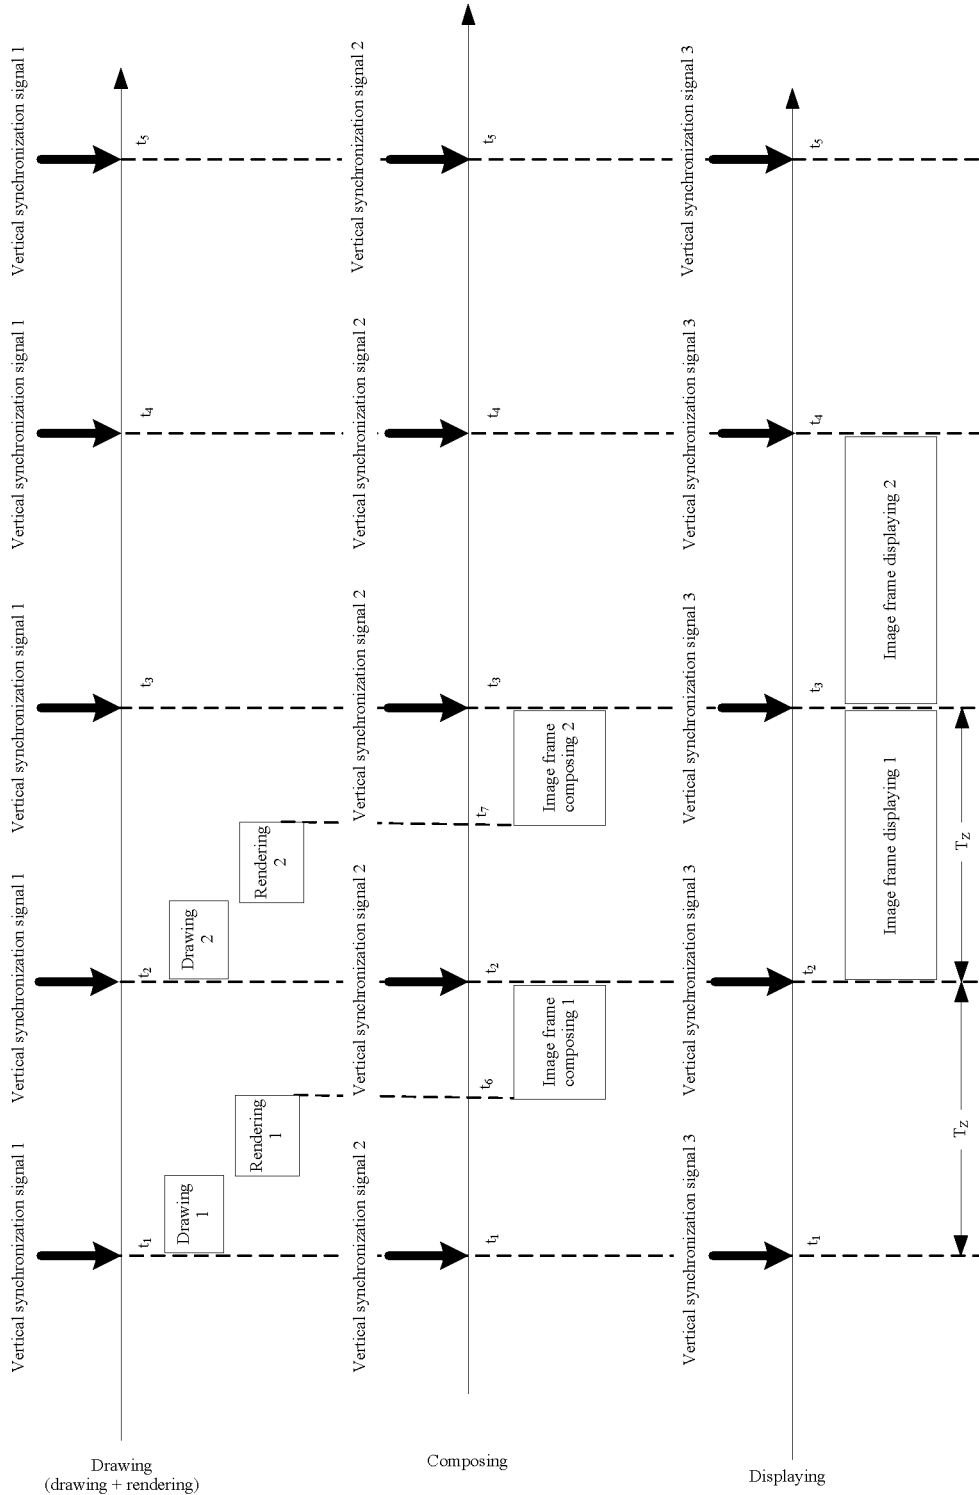 Drawing
(drawing + rendering)
Vertical synchronization signal 1
Vertical synchronization signal 1
Vertical synchronization signal 1
Vertical synchronization signal 1
Vertical synchronization signal 1
t₁
t₂
t₃
t₄
t₅
Drawing
1
Rendering
1
Drawing
2
Rendering
2
Composing
Vertical synchronization signal 2
Vertical synchronization signal 2
Vertical synchronization signal 2
Vertical synchronization signal 2
Vertical synchronization signal 2
t₁
t₆
t₂
t₇
t₃
t₄
t₅
Image frame
composing 1
Image frame
composing 2
Displaying
Vertical synchronization signal 3
Vertical synchronization signal 3
Vertical synchronization signal 3
Vertical synchronization signal 3
Vertical synchronization signal 3
t₁
t₂
t₃
t₄
t₅
Image frame displaying 1
Image frame displaying 2
T_Z
T_Z